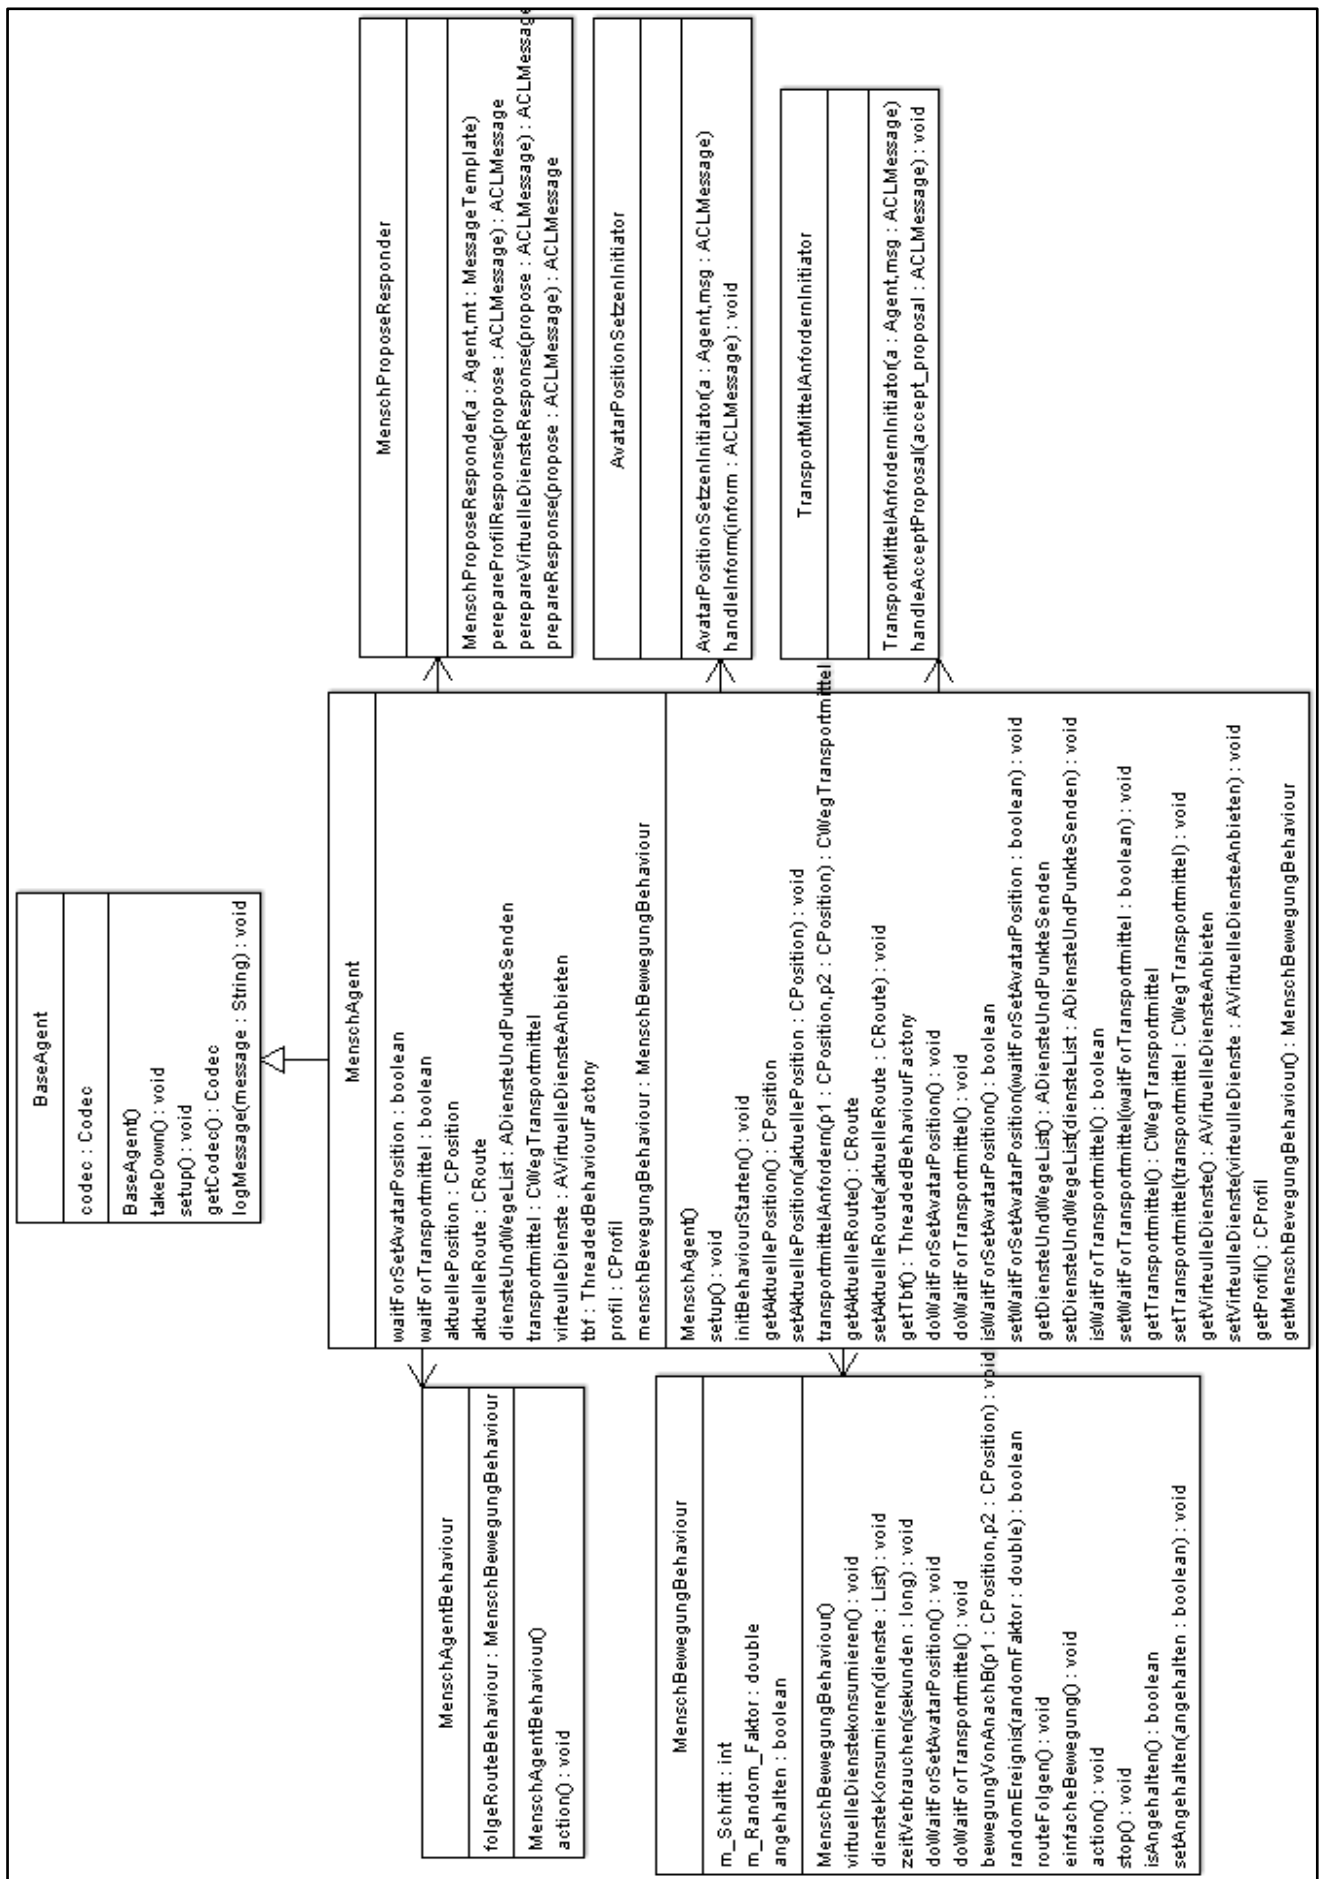 BaseAgent
codec : Codec
BaseAgent()
takeDown() : void
setup() : void
getCodec() : Codec
logMessage(message : String) : void
MenschAgentBehaviour
folgeRouteBehaviour : MenschBewegungBehaviour
MenschAgentBehaviour()
action() : void
MenschBewegungBehaviour
m_Schritt : int
m_Random_Faktor : double
angehalten : boolean
MenschBewegungBehaviour()
virtuelleDienstekonsumieren() : void
diensteKonsumieren(dienste : List) : void
zeitVerbrauchen(sekunden : long) : void
doWaitForSetAvatarPosition() : void
doWaitForTransportmittel() : void
bewegungVonAnachB(p1 : CPosition,p2 : CPosition) : void
randomEreignis(randomFaktor : double) : boolean
routeFolgen() : void
einfacheBewegung() : void
action() : void
stop() : void
isAngehalten() : boolean
setAngehalten(angehalten : boolean) : void
MenschAgent
waitForSetAvatarPosition : boolean
waitForTransportmittel : boolean
aktuellePosition : CPosition
aktuelleRoute : CRoute
diensteUndWegeList : ADiensteUndPunkteSenden
transportmittel : CWegTransportmittel
virteulleDienste : AVirtuelleDiensteAnbieten
tbf : ThreadedBehaviourFactory
profil : CProfil
menschBevegungBehaviour : MenschBewegungBehaviour
MenschAgent()
setup() : void
initBehaviourStarten() : void
getAktuellePosition() : CPosition
setAktuellePosition(aktuellePosition : CPosition) : void
transportmittelAnfordern(p1 : CPosition,p2 : CPosition) : CWegTransportmittel
getAktuelleRoute() : CRoute
setAktuelleRoute(aktuelleRoute : CRoute) : void
getTbf() : ThreadedBehaviourFactory
doWaitForSetAvatarPosition() : void
doWaitForTransportmittel() : void
isWaitForSetAvatarPosition() : boolean
setWaitForSetAvatarPosition(waitForSetAvatarPosition : boolean) : void
getDiensteUndWegeList() : ADiensteUndPunkteSenden
setDiensteUndWegeList(diensteList : ADiensteUndPunkteSenden) : void
isWaitForTransportmittel() : boolean
setWaitForTransportmittel(waitForTransportmittel : boolean) : void
getTransportmittel() : CWegTransportmittel
setTransportmittel(transportmittel : CWegTransportmittel) : void
getVirteulleDienste() : AVirtuelleDiensteAnbieten
setVirteulleDienste(virteulleDienste : AVirtuelleDiensteAnbieten) : void
getProfil() : CProfil
getMenschBevegungBehaviour() : MenschBewegungBehaviour
MenschProposeResponder
MenschProposeResponder(a : Agent,mt : MessageTemplate)
perepareProfilResponse(propose : ACLMessage) : ACLMessage
perepareVirtuelleDiensteResponse(propose : ACLMessage) : ACLMessage
prepareResponse(propose : ACLMessage) : ACLMessage
AvatarPositionSetzenInitiator
AvatarPositionSetzenInitiator(a : Agent,msg : ACLMessage)
handleInform(inform : ACLMessage) : void
TransportMittelAnfordernInitiator
TransportMittelAnfordernInitiator(a : Agent,msg : ACLMessage)
handleAcceptProposal(accept_proposal : ACLMessage) : void